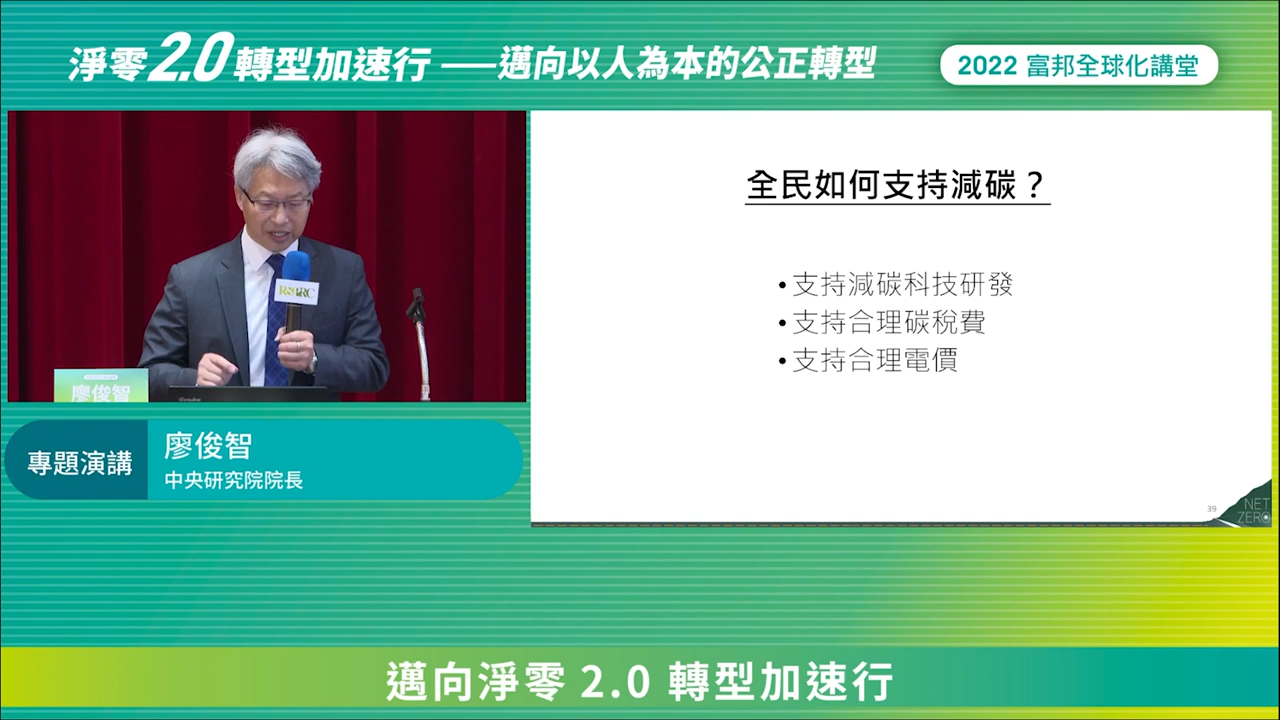 淨零2.0轉型加速行——邁向以人為本的公正轉型
2022 富邦全球化講堂
全民如何支持減碳？
• 支持減碳科技研發
• 支持合理碳稅費
• 支持合理電價
39
NET
ZERO
RSPRC
廖俊智
專題演講
廖俊智
中央研究院院長
邁向淨零 2.0 轉型加速行